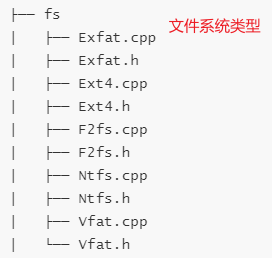 ├── fs
文件系统类型
│   ├── Exfat.cpp
│   ├── Exfat.h
│   ├── Ext4.cpp
│   ├── Ext4.h
│   ├── F2fs.cpp
│   ├── F2fs.h
│   ├── Ntfs.cpp
│   ├── Ntfs.h
│   ├── Vfat.cpp
│   └── Vfat.h